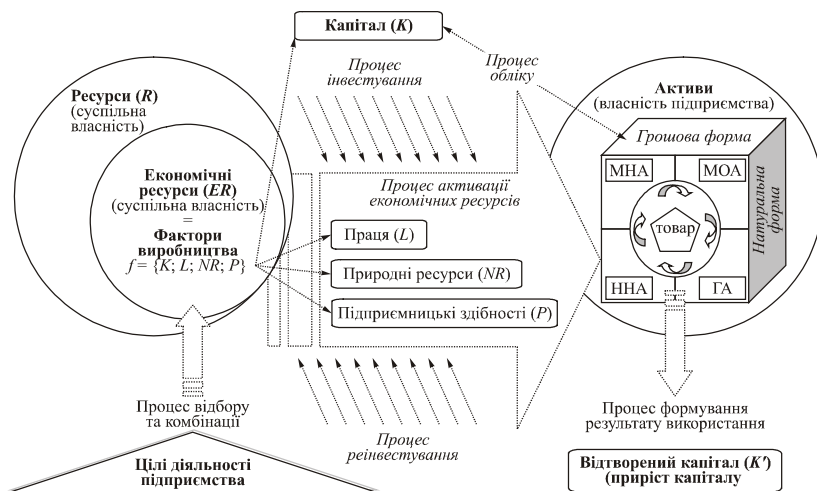 Капітал (K)
Процес
інвестування
Процес
обліку
Ресурси (R)
(суспільна
власність)
Активи
(власність підприємства)
Грошова форма
Натуральна форма
МНА
МОА
товар
ННА
ГА
Економічні
ресурси (ER)
(суспільна власність)
=
Фактори
виробництва
f = {K; L; NR; P}
Процес активації
економічних ресурсів
Праця (L)
Природні ресурси (NR)
Підприємницькі здібності (P)
Процес відбору
та комбінації
Процес
реінвестування
Процес формування
результату використання
Цілі діяльності
підприємства
Відтворений капітал (K')
(приріст капіталу